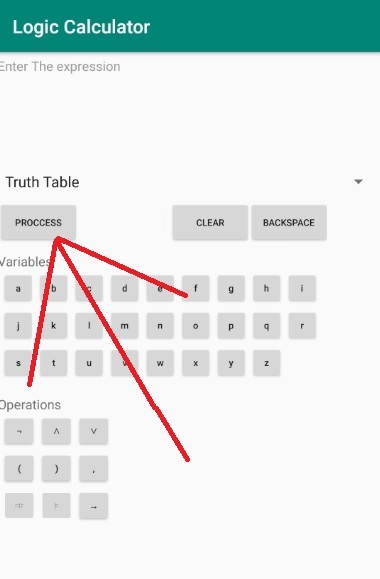 Logic Calculator
Enter The expression
Truth Table
PROCCESS CLEAR BACKSPACE
Variables
a b c d e f g h i
j k l m n o p q r
s t u v w x y z
Operations
¬ ∧ ∨
( ) ,
⊨ →